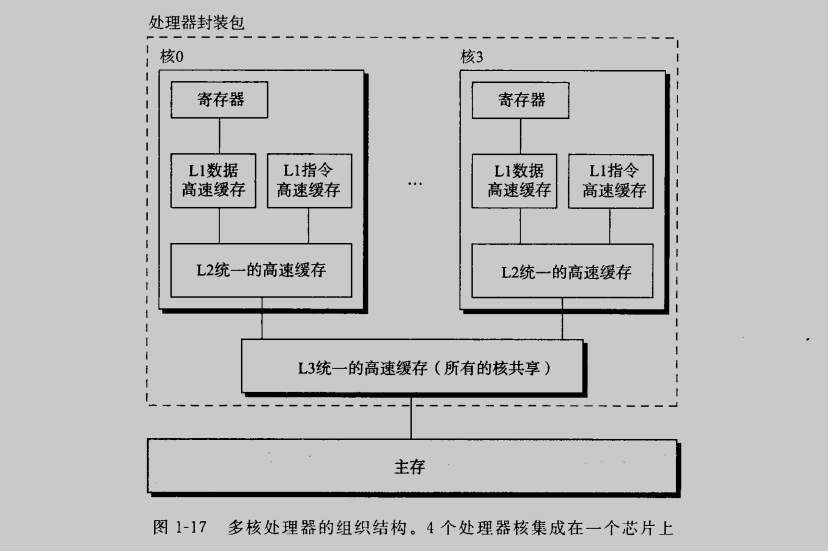 处理器封装包
核0
核3
寄存器
寄存器
L1数据
高速缓存
L1指令
高速缓存
...
L1数据
高速缓存
L1指令
高速缓存
L2统一的高速缓存
L2统一的高速缓存
L3统一的高速缓存（所有的核共享）
主存
图 1-17 多核处理器的组织结构。4 个处理器核集成在一个芯片上